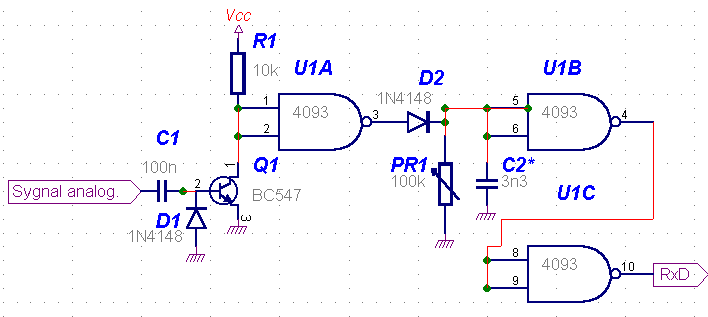 Vcc
R1
10k
U1A
1
2
4093
3
D2
1N4148
U1B
5
6
4093
4
C1
100n
Sygnal analog.
1
2
3
Q1
BC547
D1
1N4148
PR1
100k
C2*
3n3
U1C
8
9
4093
10
RxD